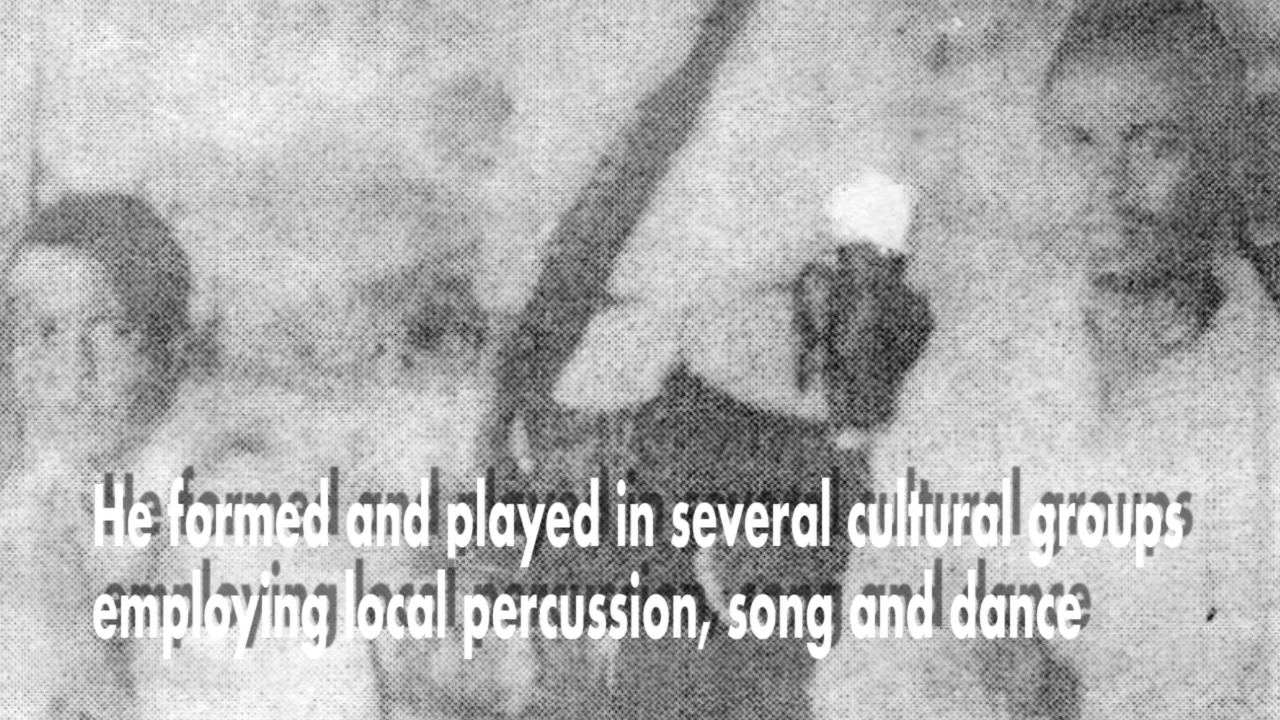 He formed and played in several cultural groups
employing local percussion, song and dance